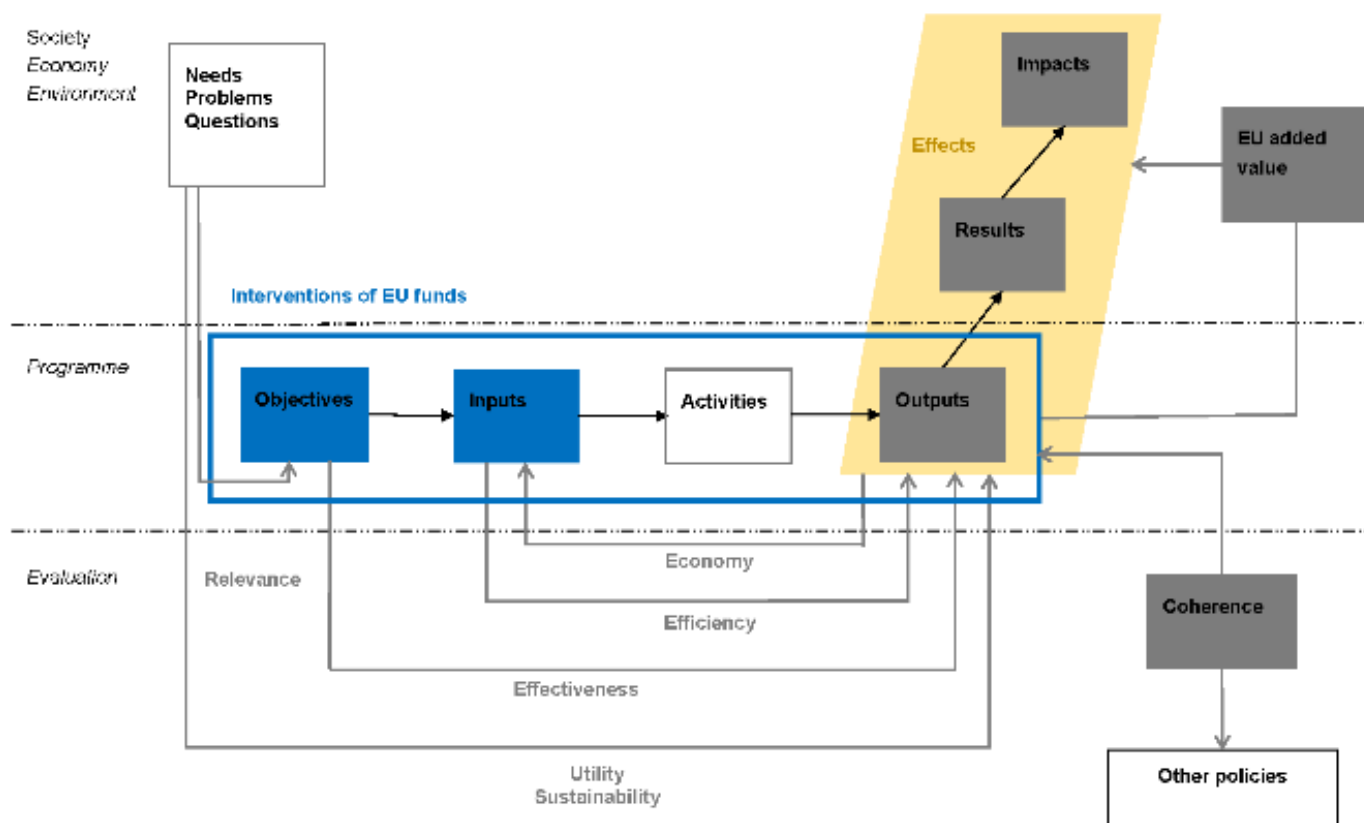 Society
Economy
Environment
Needs
Problems
Questions
Impacts
Effects
EU added
value
Results
Interventions of EU funds
Programme
Objectives
Inputs
Activities
Outputs
Evaluation
Relevance
Economy
Efficiency
Coherence
Effectiveness
Utility
Sustainability
Other policies